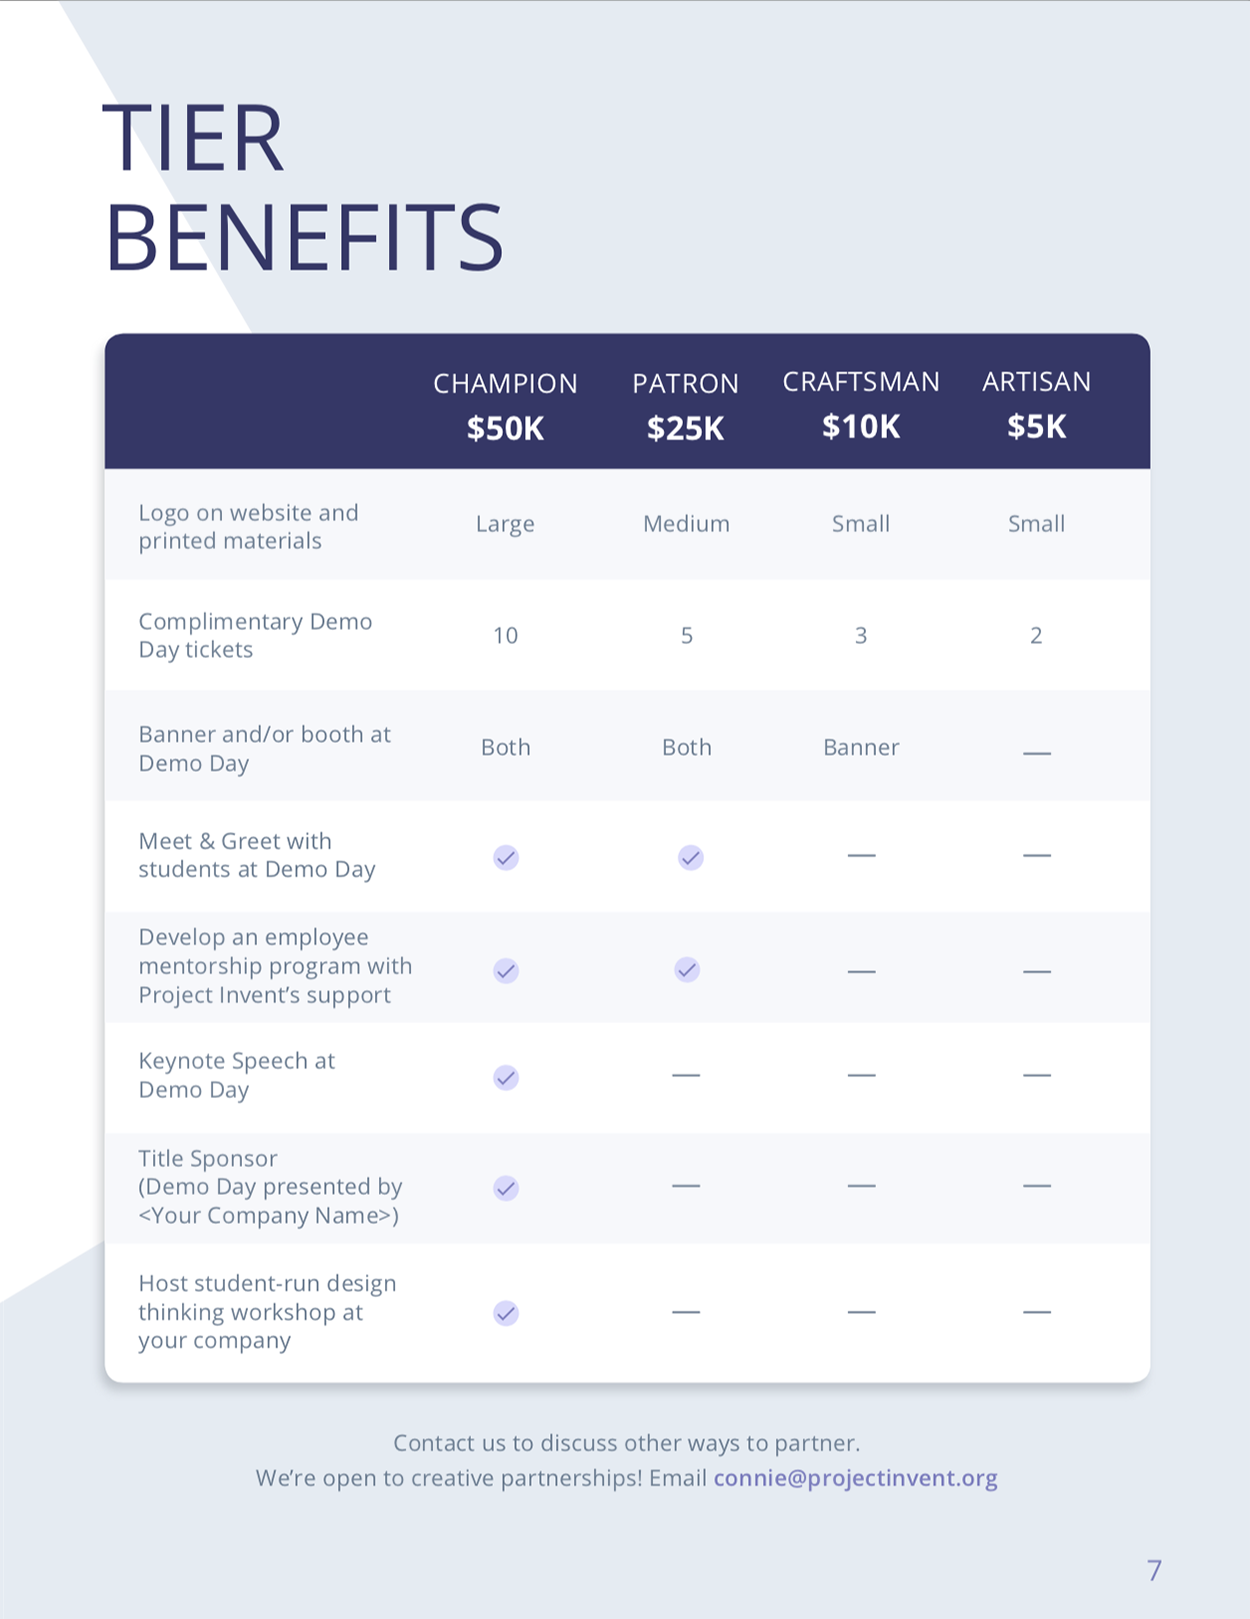 TIER
BENEFITS
CHAMPION PATRON CRAFTSMAN ARTISAN
$50K $25K $10K $5K
Logo on website and
printed materials
Large Medium Small Small
Complimentary Demo
Day tickets
10 5 3 2
Banner and/or booth at
Demo Day
Both Both Banner —
Meet & Greet with
students at Demo Day
✓ ✓ — —
Develop an employee
mentorship program with
Project Invent’s support
✓ ✓ — —
Keynote Speech at
Demo Day
✓ — — —
Title Sponsor
(Demo Day presented by
<Your Company Name>)
✓ — — —
Host student-run design
thinking workshop at
your company
✓ — — —
Contact us to discuss other ways to partner.
We’re open to creative partnerships! Email connie@projectinvent.org
7